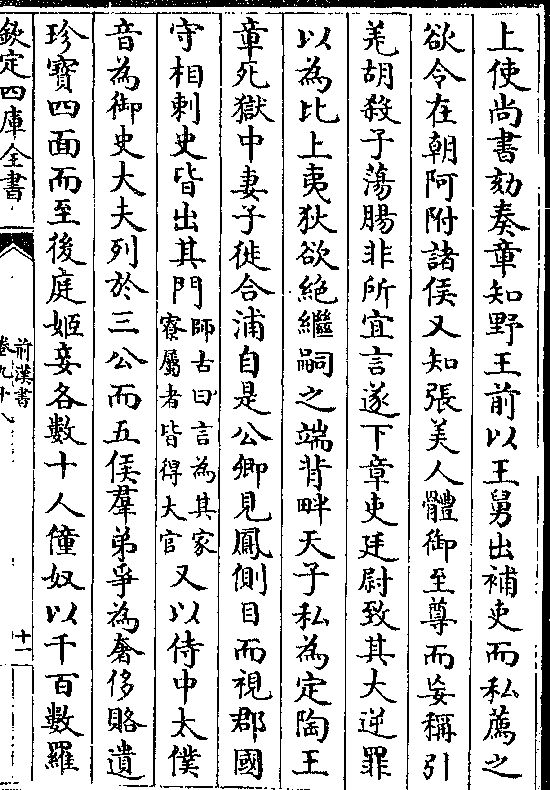 上使尚書劾奏章知野王前以王舅出補吏而私薦之
欲令在朝阿附諸侯又知張美人體御至尊而妄稱引
羌胡殺子蕩腸非所宜言遂下章吏廷尉致其大逆罪
以為比上夷狄欲絶繼嗣之端背畔天子私為定陶王
章死獄中妻子徙合浦自是公卿見鳳側目而視郡國
守相刺史皆出其門師古曰言為其家寮屬者皆得大官又以侍中太僕
音為御史大夫列於三公而五侯羣弟爭為奢侈賂遺
珍寶四面而至後庭姬妾各數十人僮奴以千百數羅
欽定四庫全書
前漢書
卷九十八
十一